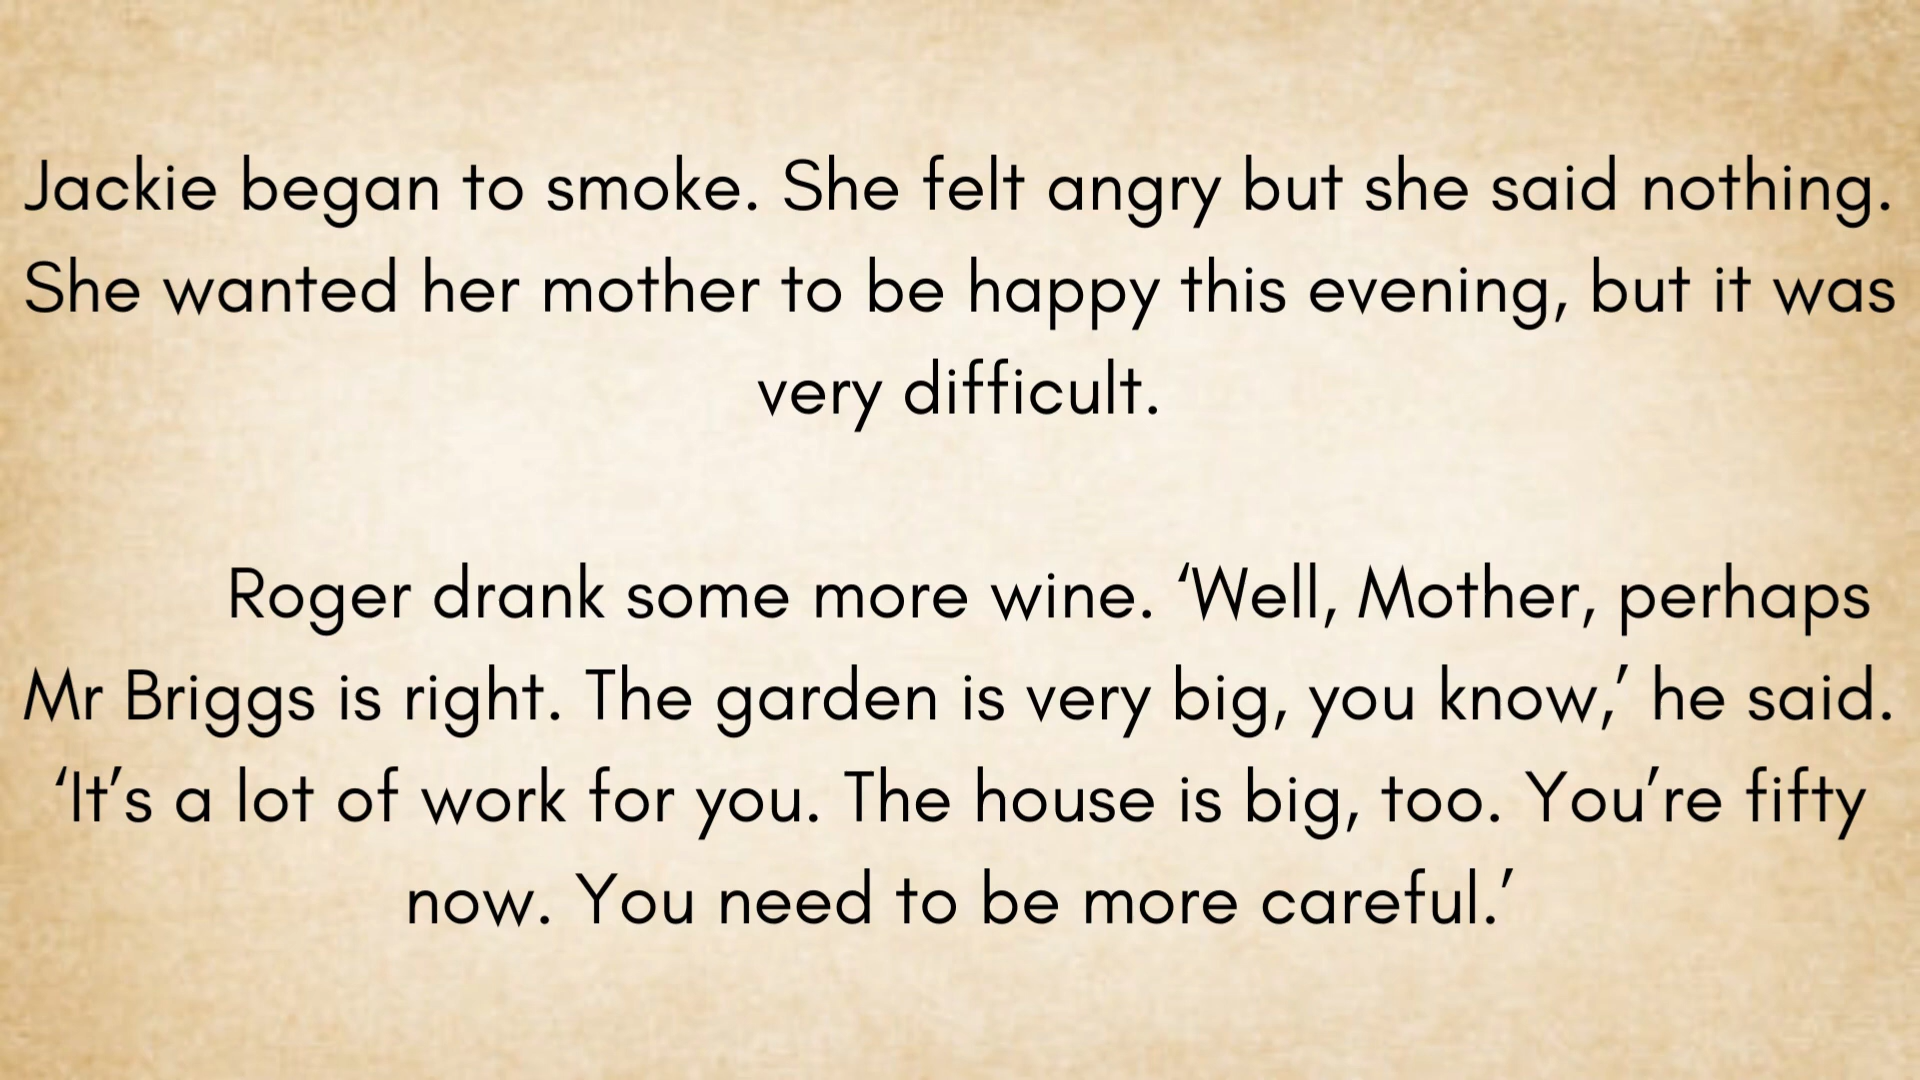 Jackie began to smoke. She felt angry but she said nothing.
She wanted her mother to be happy this evening, but it was
very difficult.
Roger drank some more wine. ‘Well, Mother, perhaps
Mr Briggs is right. The garden is very big, you know,’ he said.
‘It’s a lot of work for you. The house is big, too. You’re fifty
now. You need to be more careful.’